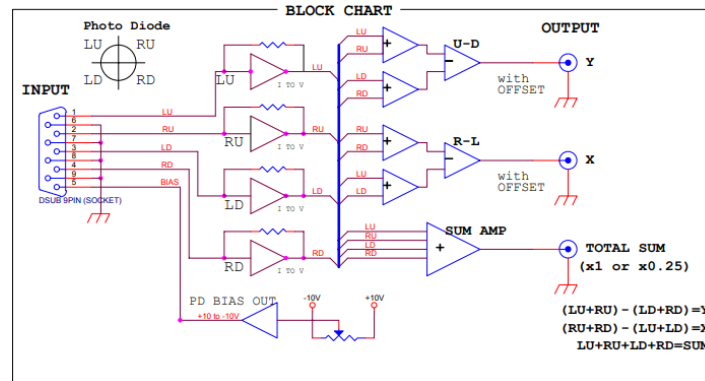 BLOCK CHART
Photo Diode
LU RU
LD RD
INPUT
1
6
2
7
3
8
4
9
5
DSUB 9PIN (SOCKET)
LU
RU
LD
RD
BIAS
LU
I TO V
LU
RU
I TO V
RU
LD
I TO V
LD
RD
I TO V
RD
LU
RU
+
LD
RD
+
U-D
-
with
OFFSET
RU
RD
+
LU
LD
+
R-L
-
with
OFFSET
LU
RU
LD
RD
+
SUM AMP
OUTPUT
Y
X
TOTAL SUM
(x1 or x0.25)
PD BIAS OUT
+10 to -10V
-10V
+10V
(LU+RU)-(LD+RD)=Y
(RU+RD)-(LU+LD)=X
LU+RU+LD+RD=SUM